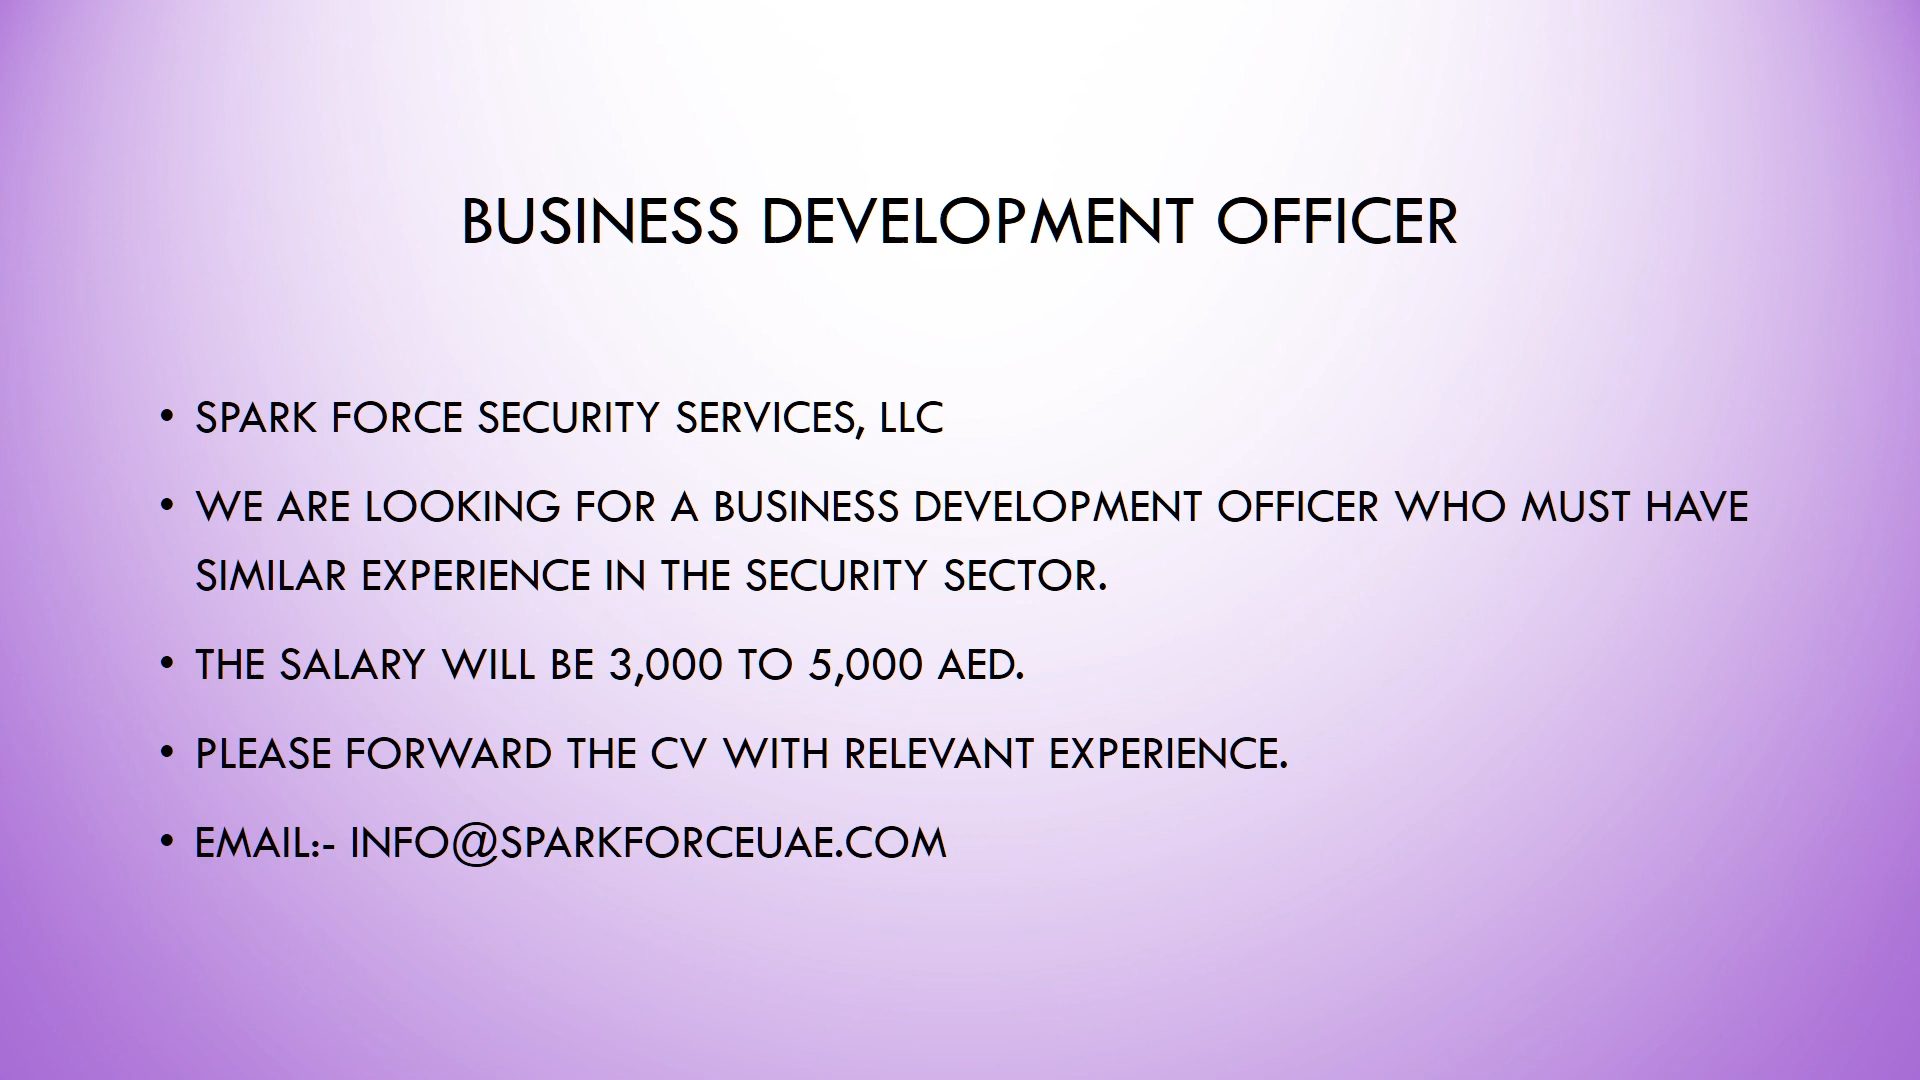 BUSINESS DEVELOPMENT OFFICER
• SPARK FORCE SECURITY SERVICES, LLC
• WE ARE LOOKING FOR A BUSINESS DEVELOPMENT OFFICER WHO MUST HAVE
SIMILAR EXPERIENCE IN THE SECURITY SECTOR.
• THE SALARY WILL BE 3,000 TO 5,000 AED.
• PLEASE FORWARD THE CV WITH RELEVANT EXPERIENCE.
• EMAIL:- INFO@SPARKFORCEUAE.COM